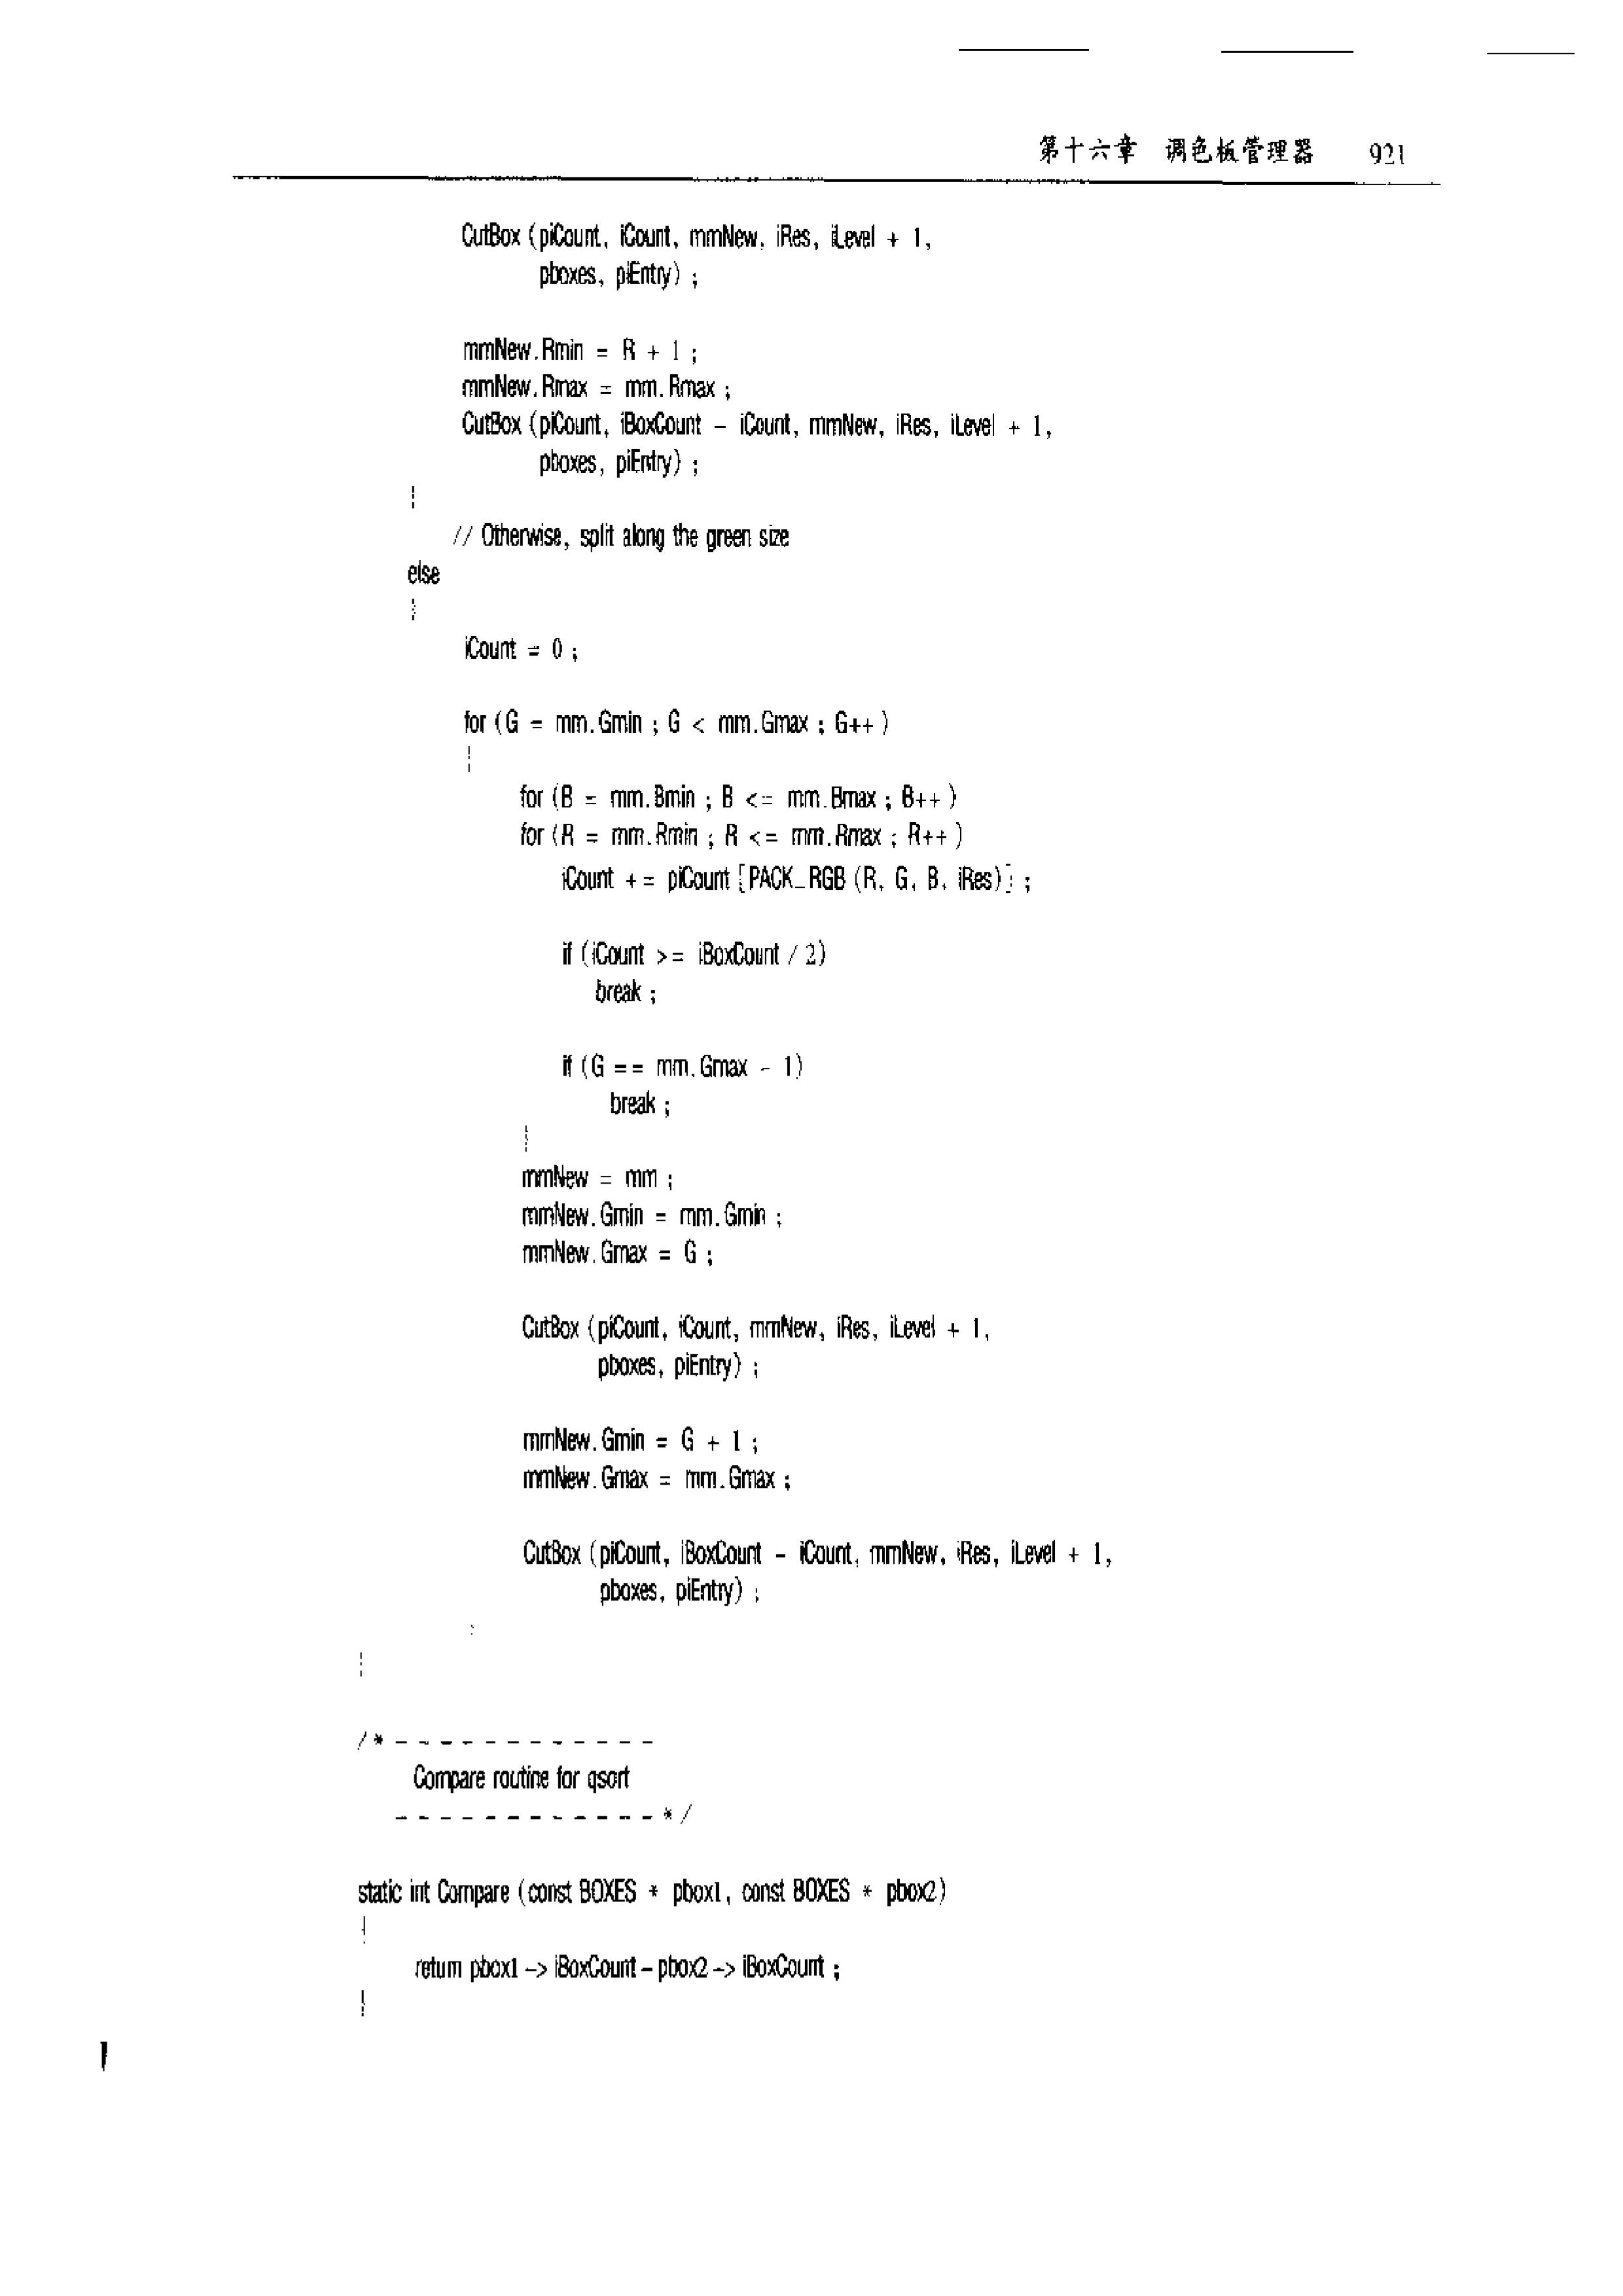 第十六章 调色板管理器 921
CutBox (piCount, iCount, mmNew, iRes, iLevel + 1,
pboxes, piEntry) ;
mmNew.Rmin = R + 1 ;
mmNew.Rmax = mm.Rmax ;
CutBox (piCount, iBoxCount - iCount, mmNew, iRes, iLevel + 1,
pboxes, piEntry) ;
}
// Otherwise, split along the green size
else
{
iCount = 0 ;
for (G = mm.Gmin ; G < mm.Gmax ; G++ )
{
for (B = mm.Bmin ; B <= mm.Bmax ; B++ )
for (R = mm.Rmin ; R <= mm.Rmax ; R++ )
iCount += piCount [PACK_RGB (R, G, B, iRes)] ;
if (iCount >= iBoxCount / 2)
break ;
if (G == mm.Gmax - 1)
break ;
}
mmNew = mm ;
mmNew.Gmin = mm.Gmin ;
mmNew.Gmax = G ;
CutBox (piCount, iCount, mmNew, iRes, iLevel + 1,
pboxes, piEntry) ;
mmNew.Gmin = G + 1 ;
mmNew.Gmax = mm.Gmax ;
CutBox (piCount, iBoxCount - iCount, mmNew, iRes, iLevel + 1,
pboxes, piEntry) ;
}
}
/* - - - - - - - - - - - -
Compare routine for qsort
- - - - - - - - - - - - */
static int Compare (const BOXES * pbox1, const BOXES * pbox2)
{
return pbox1 -> iBoxCount - pbox2 -> iBoxCount ;
}